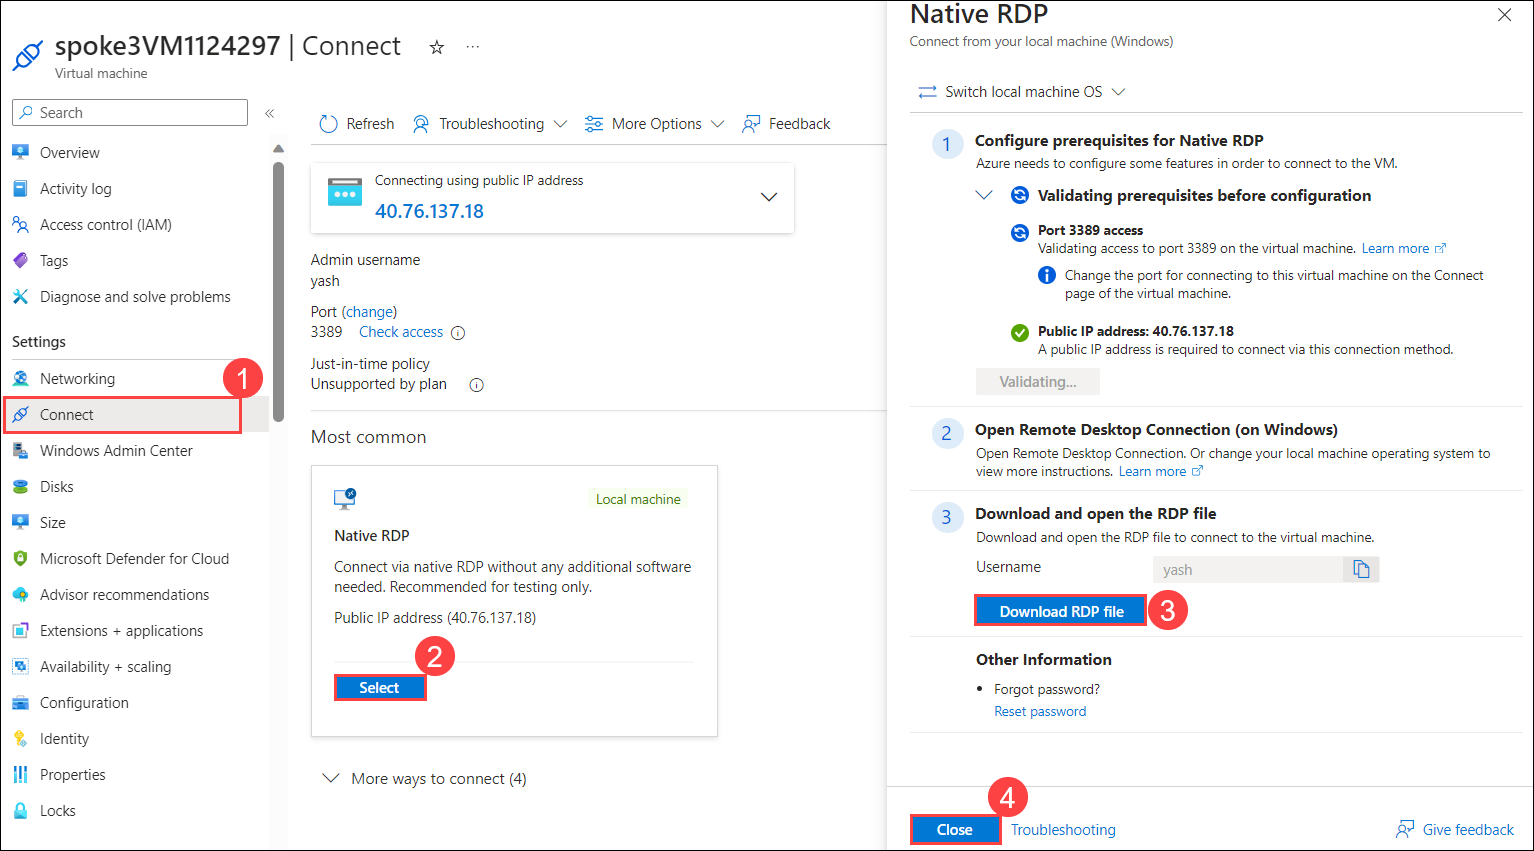 spoke3VM1124297 | Connect
Virtual machine
Search
Overview
Activity log
Access control (IAM)
Tags
Diagnose and solve problems
Settings
Networking
1
Connect
Windows Admin Center
Disks
Size
Microsoft Defender for Cloud
Advisor recommendations
Extensions + applications
Availability + scaling
Configuration
Identity
Properties
Locks
Refresh
Troubleshooting
More Options
Feedback
Connecting using public IP address
40.76.137.18
Admin username
yash
Port (change)
3389 Check access
Just-in-time policy
Unsupported by plan
Most common
Local machine
Native RDP
Connect via native RDP without any additional software
needed. Recommended for testing only.
Public IP address (40.76.137.18)
2
Select
More ways to connect (4)
Native RDP
Connect from your local machine (Windows)
Switch local machine OS
1
Configure prerequisites for Native RDP
Azure needs to configure some features in order to connect to the VM.
Validating prerequisites before configuration
Port 3389 access
Validating access to port 3389 on the virtual machine. Learn more
Change the port for connecting to this virtual machine on the Connect
page of the virtual machine.
Public IP address: 40.76.137.18
A public IP address is required to connect via this connection method.
Validating...
2
Open Remote Desktop Connection (on Windows)
Open Remote Desktop Connection. Or change your local machine operating system to
view more instructions. Learn more
3
Download and open the RDP file
Download and open the RDP file to connect to the virtual machine.
Username
yash
Download RDP file
3
Other Information
• Forgot password?
Reset password
4
Close
Troubleshooting
Give feedback